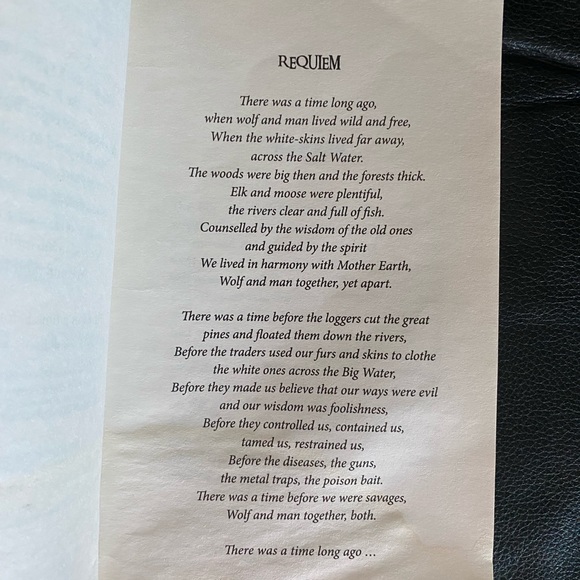 REQUIEM
There was a time long ago,
when wolf and man lived wild and free,
When the white-skins lived far away,
across the Salt Water.
The woods were big then and the forests thick.
Elk and moose were plentiful,
the rivers clear and full of fish.
Counselled by the wisdom of the old ones
and guided by the spirit
We lived in harmony with Mother Earth,
Wolf and man together, yet apart.
There was a time before the loggers cut the great
pines and floated them down the rivers,
Before the traders used our furs and skins to clothe
the white ones across the Big Water,
Before they made us believe that our ways were evil
and our wisdom was foolishness,
Before they controlled us, contained us,
tamed us, restrained us,
Before the diseases, the guns,
the metal traps, the poison bait.
There was a time before we were savages,
Wolf and man together, both.
There was a time long ago …